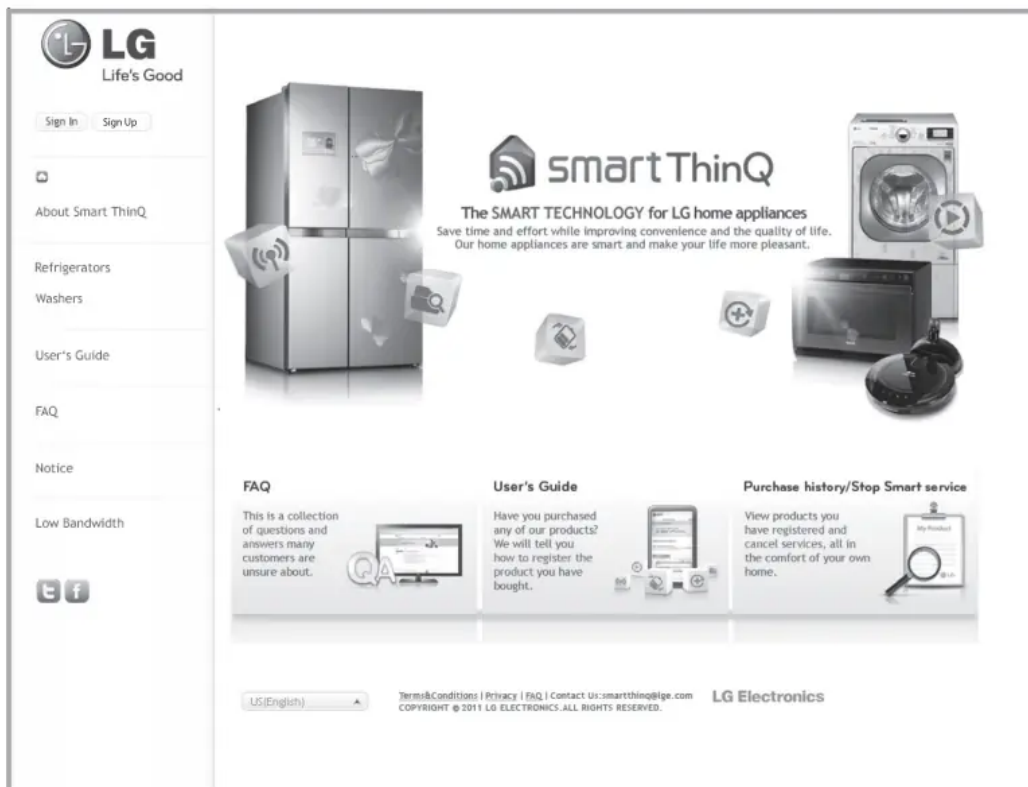 LG
Life's Good
Sign In
Sign Up
About Smart ThinQ
Refrigerators
Washers
User's Guide
FAQ
Notice
Low Bandwidth
smart ThinQ
The SMART TECHNOLOGY for LG home appliances
Save time and effort while improving convenience and the quality of life.
Our home appliances are smart and make your life more pleasant.
FAQ
This is a collection
of questions and
answers many
customers are
unsure about.
QA
User's Guide
Have you purchased
any of our products?
We will tell you
how to register the
product you have
bought.
Purchase history/Stop Smart service
View products you
have registered and
cancel services, all in
the comfort of your own
home.
My Product
US(English)
Terms&Conditions | Privacy | FAQ | Contact Us:smartthinq@lge.com
COPYRIGHT © 2011 LG ELECTRONICS.ALL RIGHTS RESERVED.
LG Electronics